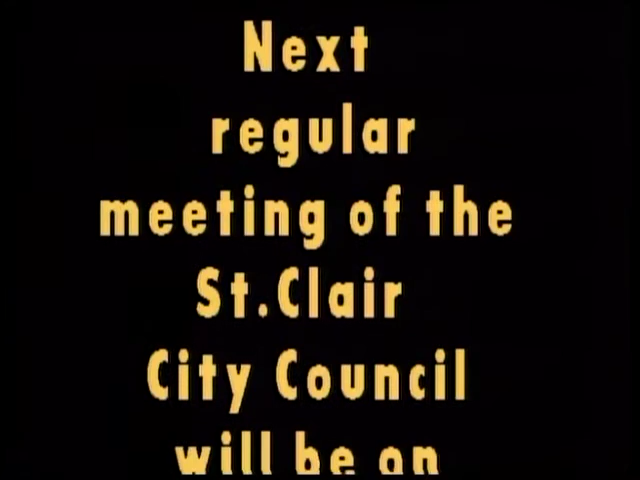 Next
regular
meeting of the
St.Clair
City Council
will be on